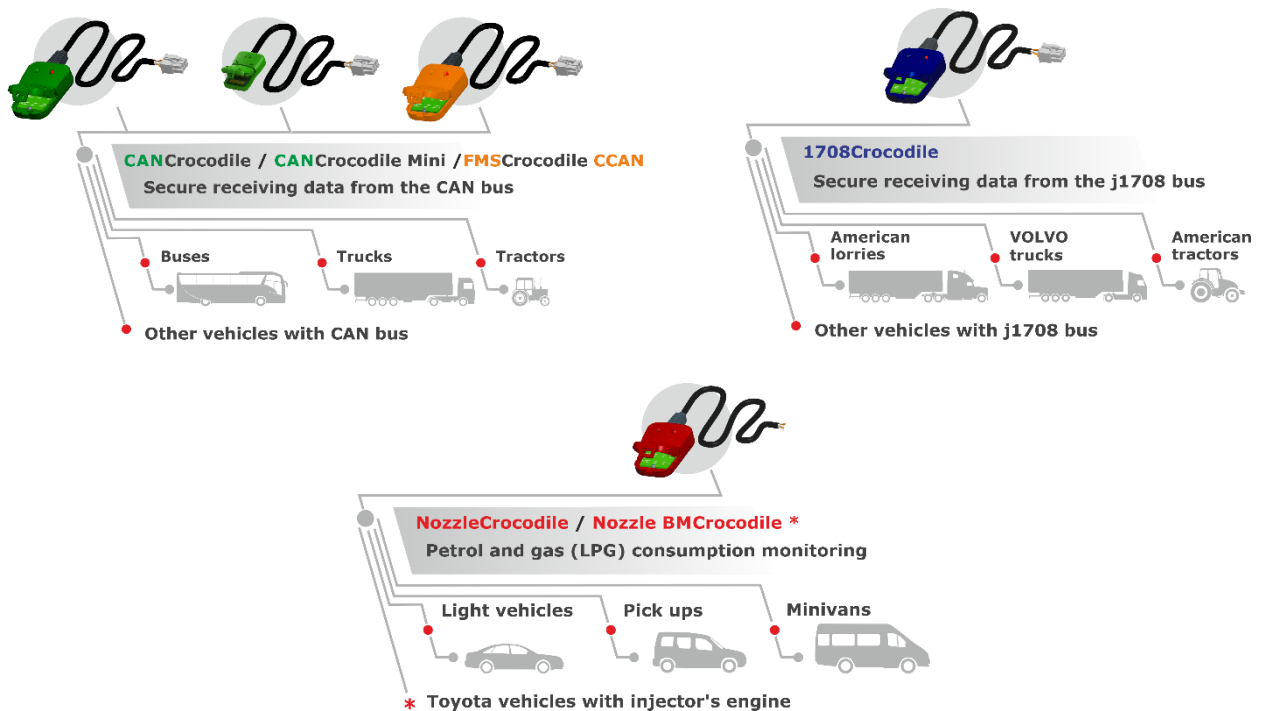 CANCrocodile / CANCrocodile Mini /FMSCrocodile CCAN
Secure receiving data from the CAN bus
Buses
Trucks
Tractors
Other vehicles with CAN bus
1708Crocodile
Secure receiving data from the j1708 bus
American
lorries
VOLVO
trucks
American
tractors
Other vehicles with j1708 bus
NozzleCrocodile / Nozzle BMCrocodile *
Petrol and gas (LPG) consumption monitoring
Light vehicles
Pick ups
Minivans
* Toyota vehicles with injector's engine